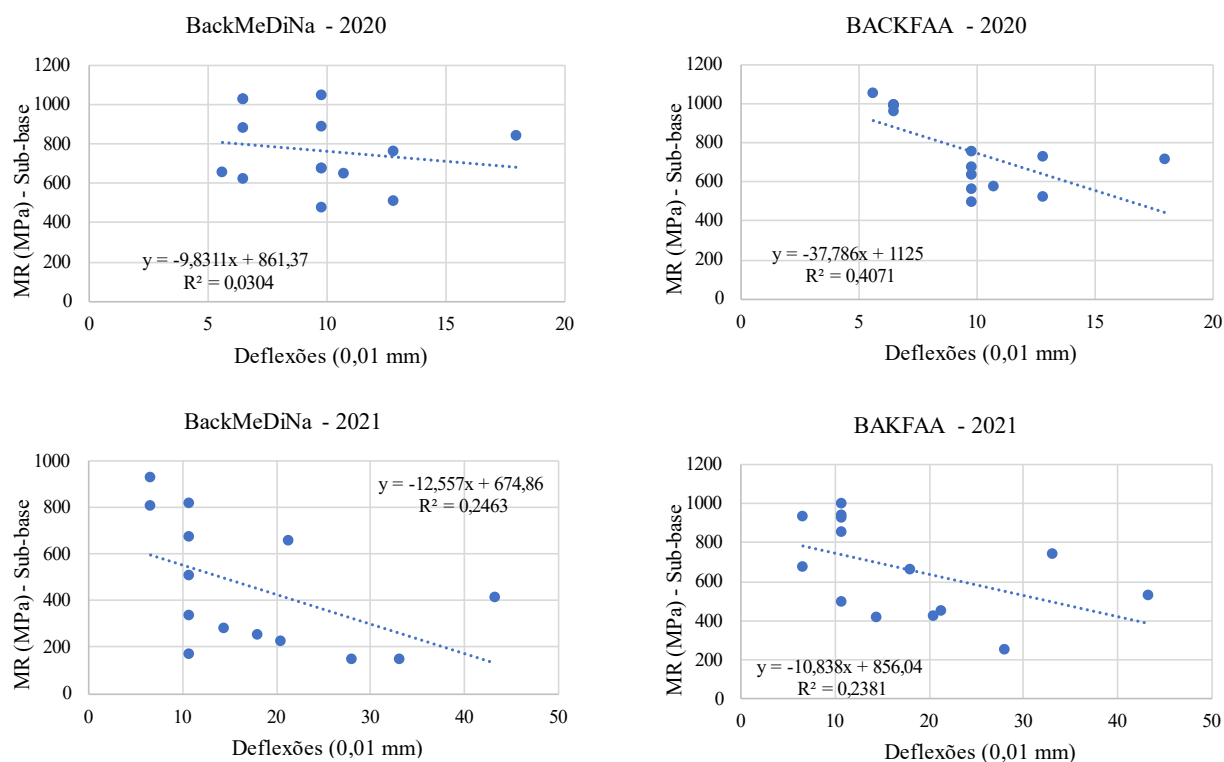 BackMeDiNa - 2020
MR (MPa) - Sub-base
1200
1000
800
600
400
200
0
y = -9,8311x + 861,37
R² = 0,0304
0 5 10 15 20
Deflexões (0,01 mm)
BACKFAA - 2020
MR (MPa) - Sub-base
1200
1000
800
600
400
200
0
y = -37,786x + 1125
R² = 0,4071
0 5 10 15 20
Deflexões (0,01 mm)
BackMeDiNa - 2021
MR (MPa) - Sub-base
1000
800
600
400
200
0
y = -12,557x + 674,86
R² = 0,2463
0 10 20 30 40 50
Deflexões (0,01 mm)
BAKFAA - 2021
MR (MPa) - Sub-base
1200
1000
800
600
400
200
0
y = -10,838x + 856,04
R² = 0,2381
0 10 20 30 40 50
Deflexões (0,01 mm)